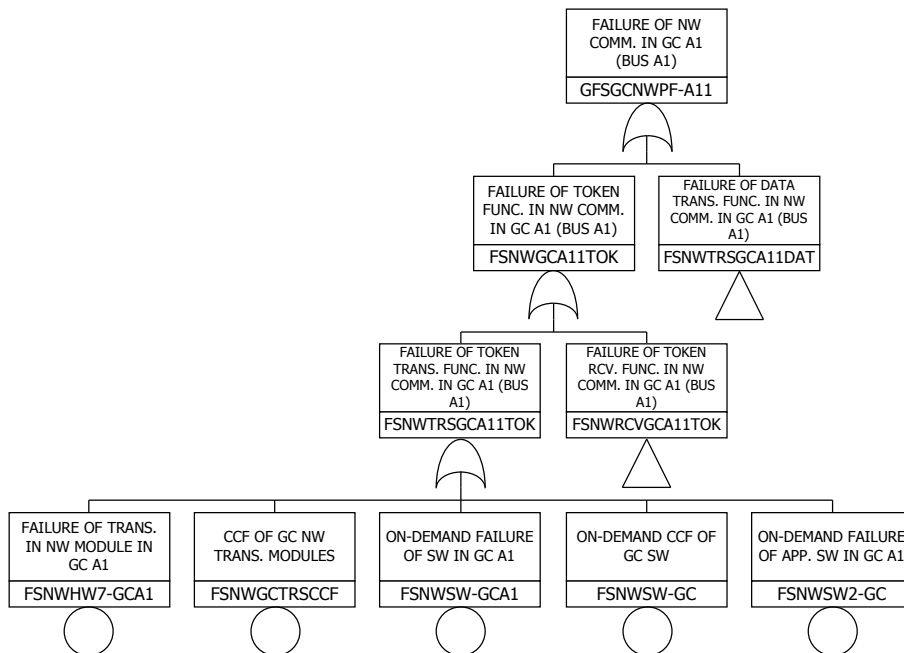 FAILURE OF NW
COMM. IN GC A1
(BUS A1)
GFSGCNWPF-A11
FAILURE OF TOKEN
FUNC. IN NW COMM.
IN GC A1 (BUS A1)
FSNWGCA11TOK
FAILURE OF DATA
TRANS. FUNC. IN NW
COMM. IN GC A1 (BUS
A1)
FSNWTRSGCA11DAT
FAILURE OF TOKEN
TRANS. FUNC. IN NW
COMM. IN GC A1 (BUS
A1)
FSNWTRSGCA11TOK
FAILURE OF TOKEN
RCV. FUNC. IN NW
COMM. IN GC A1 (BUS
A1)
FSNWRCVGCA11TOK
FAILURE OF TRANS.
IN NW MODULE IN
GC A1
FSNWHW7-GCA1
CCF OF GC NW
TRANS. MODULES
FSNWGCTRSCCF
ON-DEMAND FAILURE
OF SW IN GC A1
FSNWSW-GCA1
ON-DEMAND CCF OF
GC SW
FSNWSW-GC
ON-DEMAND FAILURE
OF APP. SW IN GC A1
FSNWSW2-GC